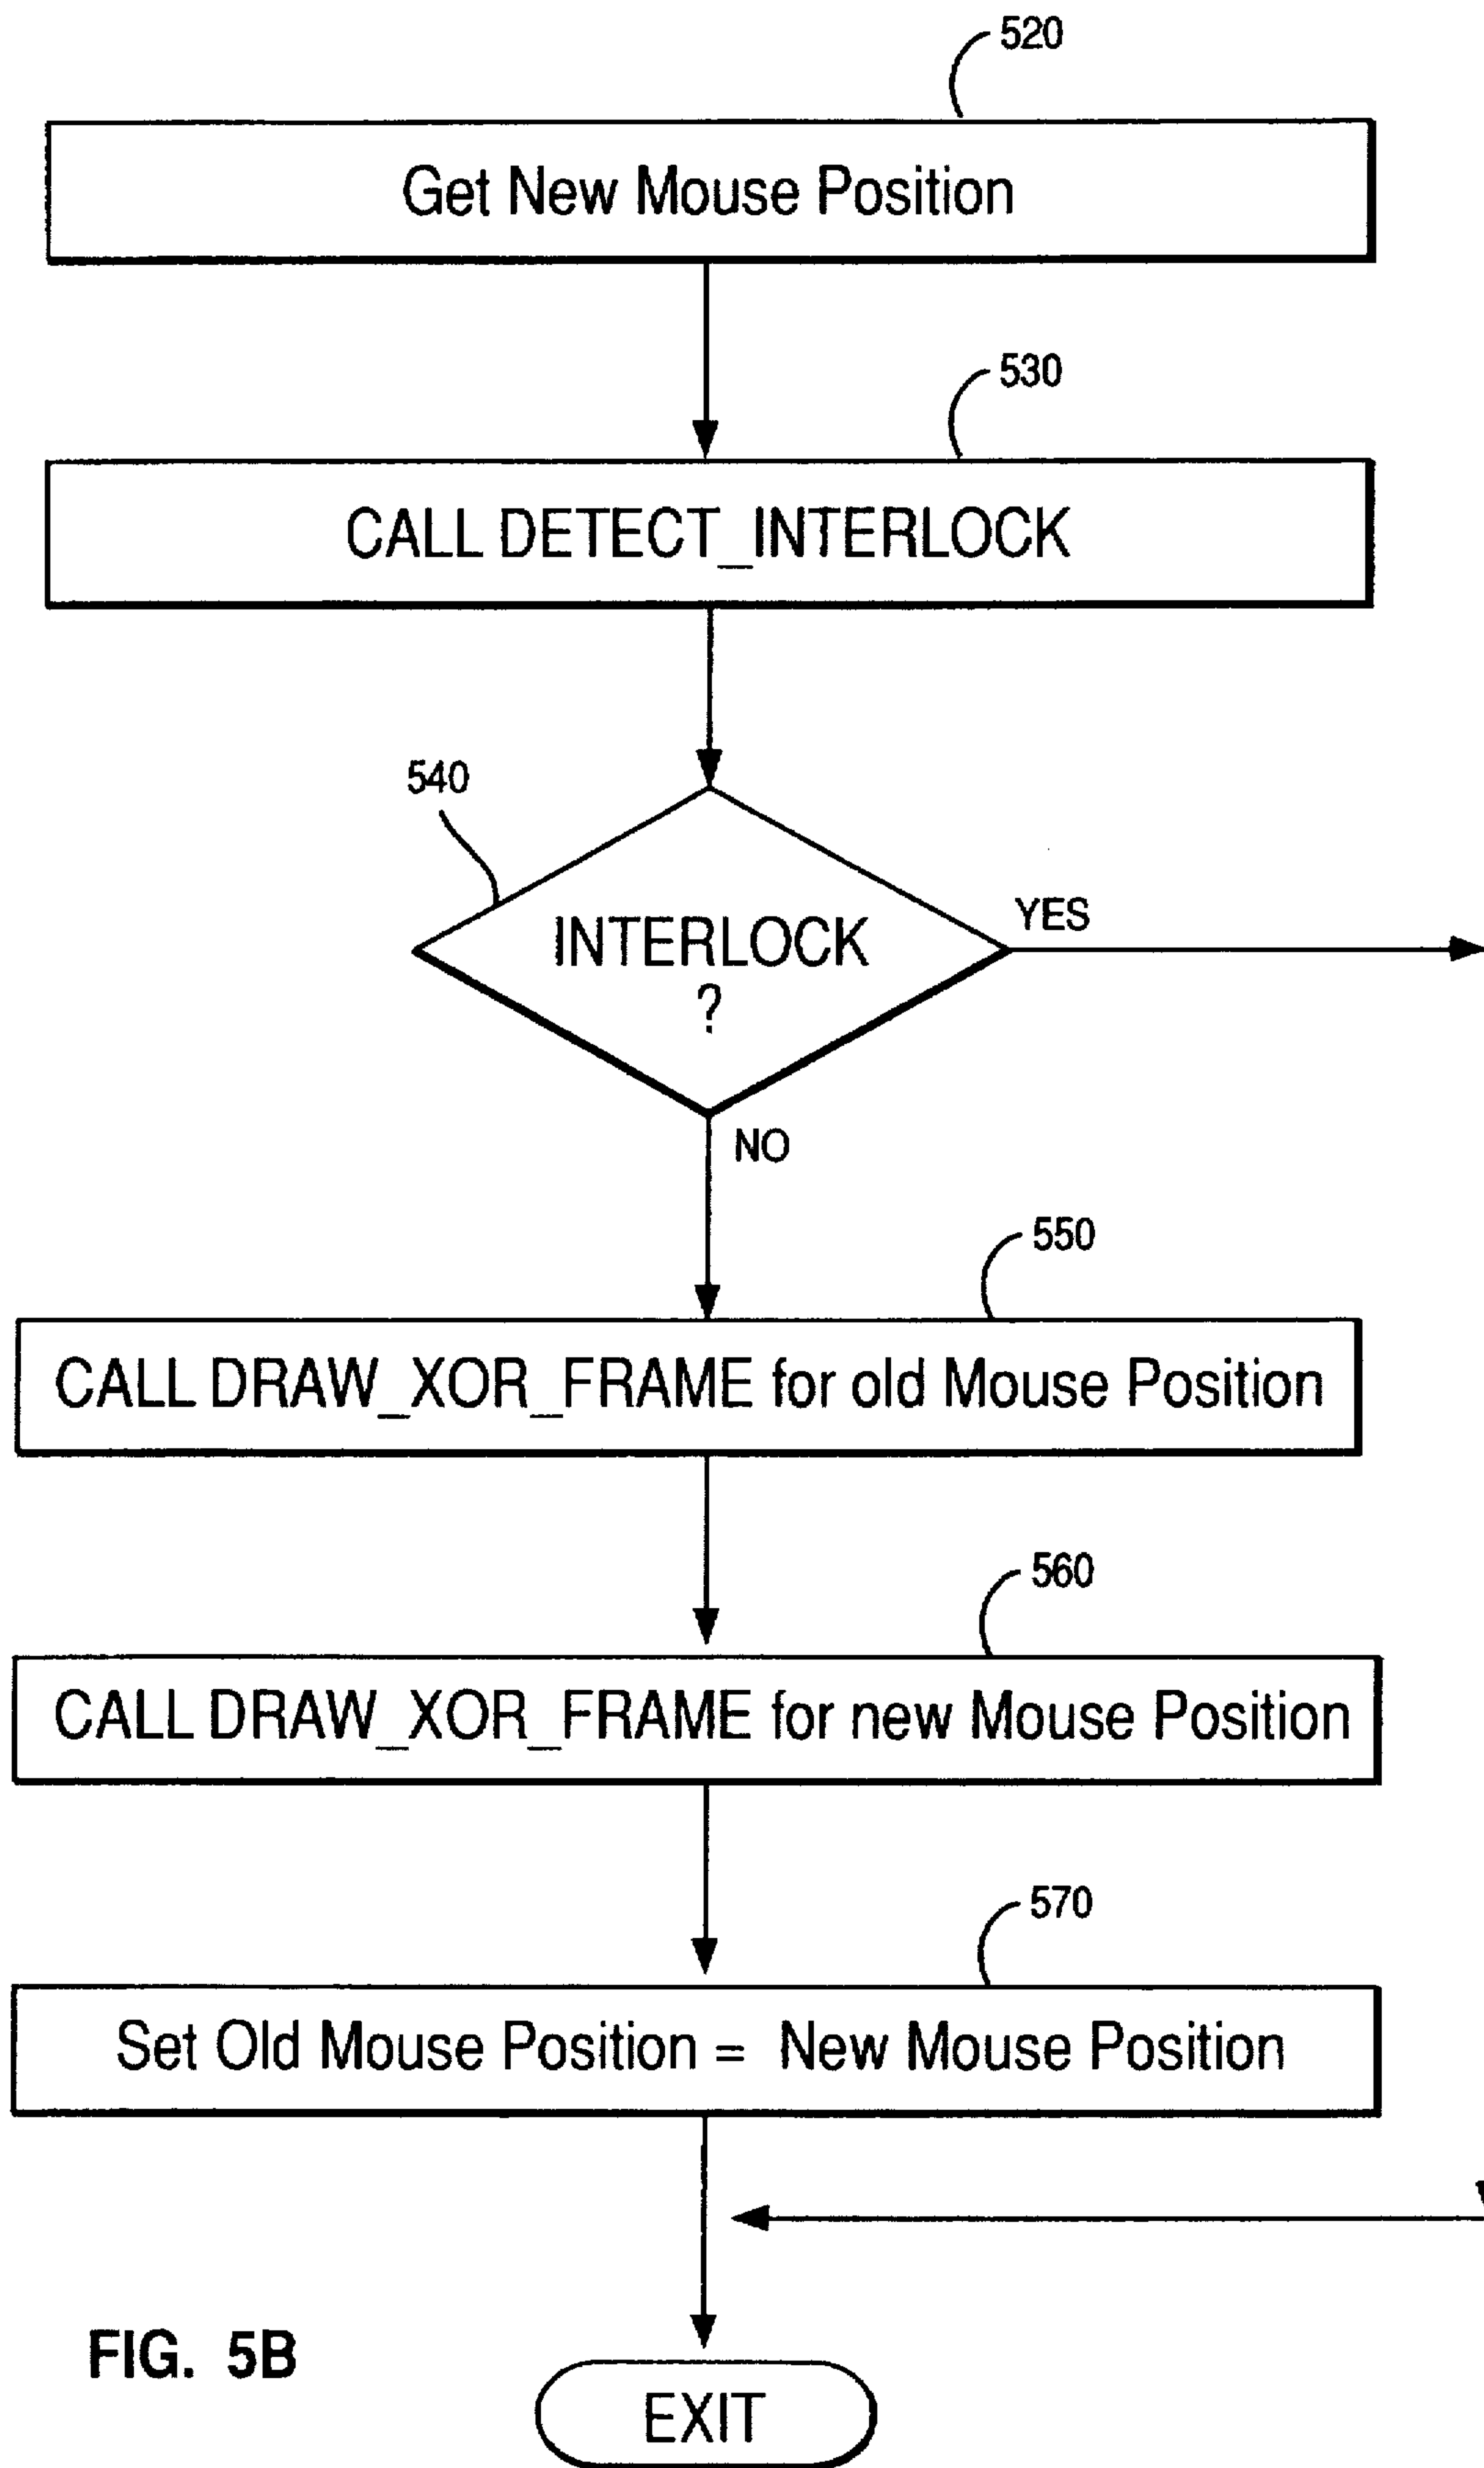 520
Get New Mouse Position
530
CALL DETECT_INTERLOCK
540
INTERLOCK
?
YES
NO
550
CALL DRAW_XOR_FRAME for old Mouse Position
560
CALL DRAW_XOR_FRAME for new Mouse Position
570
Set Old Mouse Position = New Mouse Position
FIG. 5B
EXIT